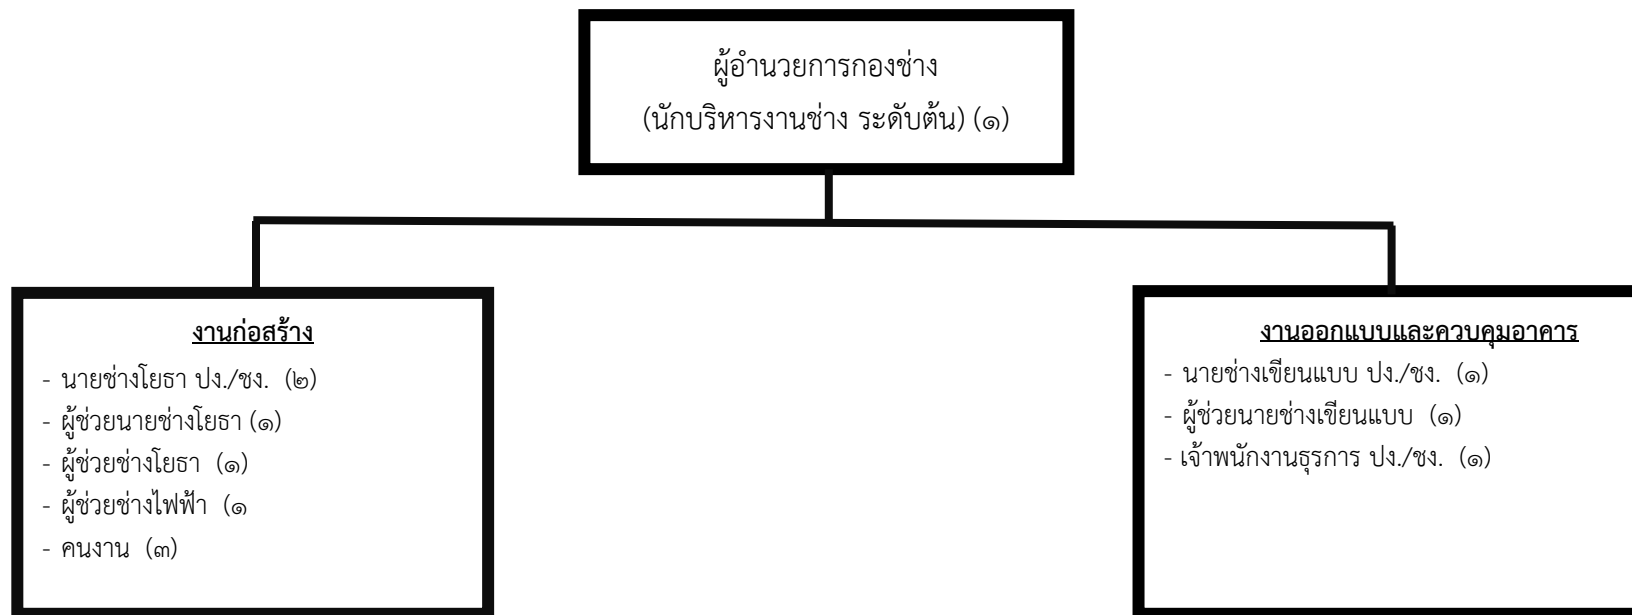 ผู้อำนวยการกองช่าง
(นักบริหารงานช่าง ระดับต้น) (๑)
งานก่อสร้าง
- นายช่างโยธา ปง./ชง. (๒)
- ผู้ช่วยนายช่างโยธา (๑)
- ผู้ช่วยช่างโยธา (๑)
- ผู้ช่วยช่างไฟฟ้า (๑
- คนงาน (๓)
งานออกแบบและควบคุมอาคาร
- นายช่างเขียนแบบ ปง./ชง. (๑)
- ผู้ช่วยนายช่างเขียนแบบ (๑)
- เจ้าพนักงานธุรการ ปง./ชง. (๑)